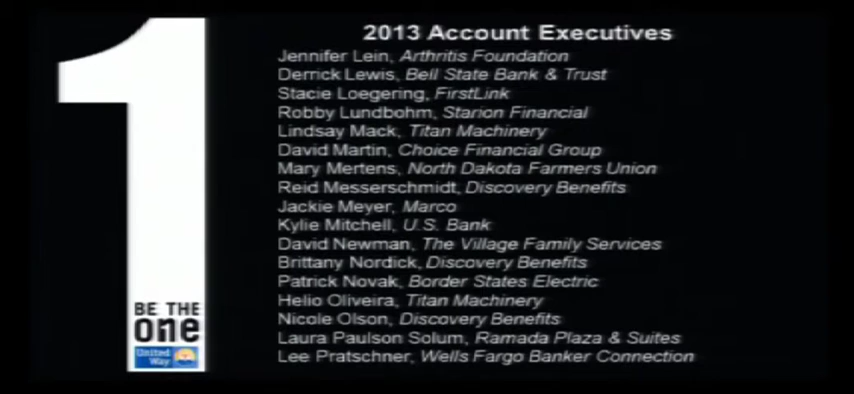 2013 Account Executives
Jennifer Lein, Arthritis Foundation
Derrick Lewis, Bell State Bank & Trust
Stacie Loegering, FirstLink
Robby Lundbohm, Starion Financial
Lindsay Mack, Titan Machinery
David Martin, Choice Financial Group
Mary Mertens, North Dakota Farmers Union
Reid Messerschmidt, Discovery Benefits
Jackie Meyer, Marco
Kylie Mitchell, U.S. Bank
David Newman, The Village Family Services
Brittany Nordick, Discovery Benefits
Patrick Novak, Border States Electric
Helio Oliveira, Titan Machinery
Nicole Olson, Discovery Benefits
Laura Paulson Solum, Ramada Plaza & Suites
Lee Pratschner, Wells Fargo Banker Connection
1
BE THE
one
United
Way